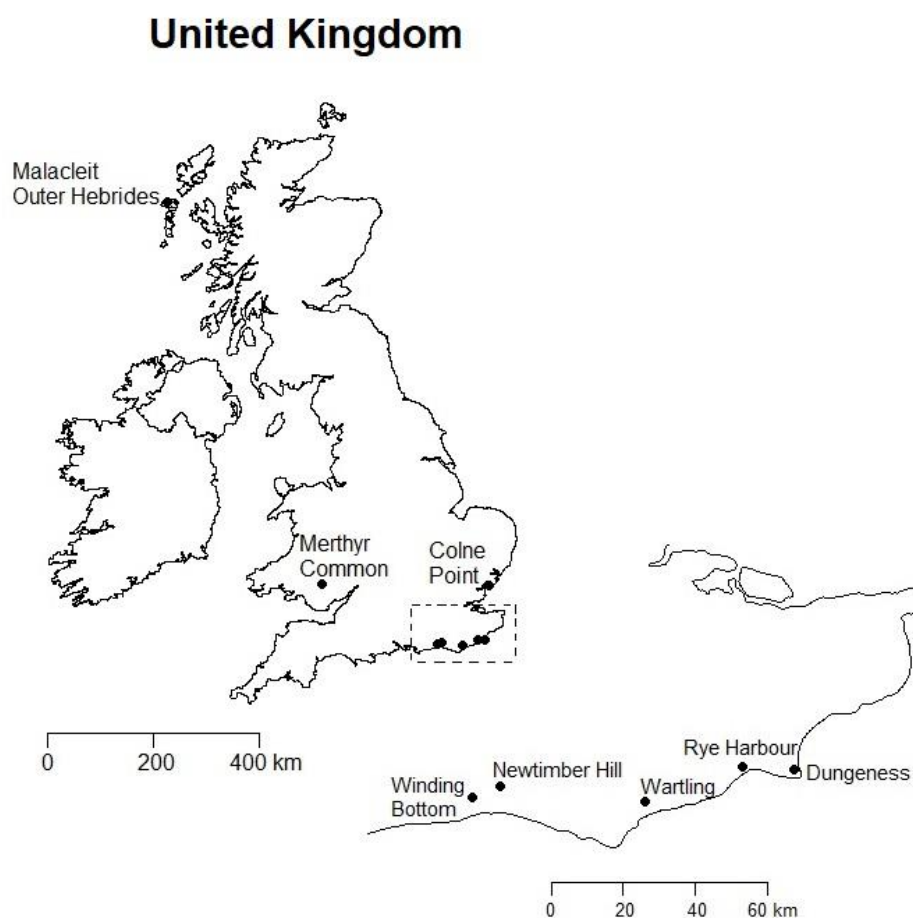 United Kingdom
Malacleit
Outer Hebrides
Merthyr
Common
Colne
Point
0 200 400 km
Rye Harbour
Newtimber Hill
Dungeness
Winding
Bottom
Wartling
0 20 40 60 km